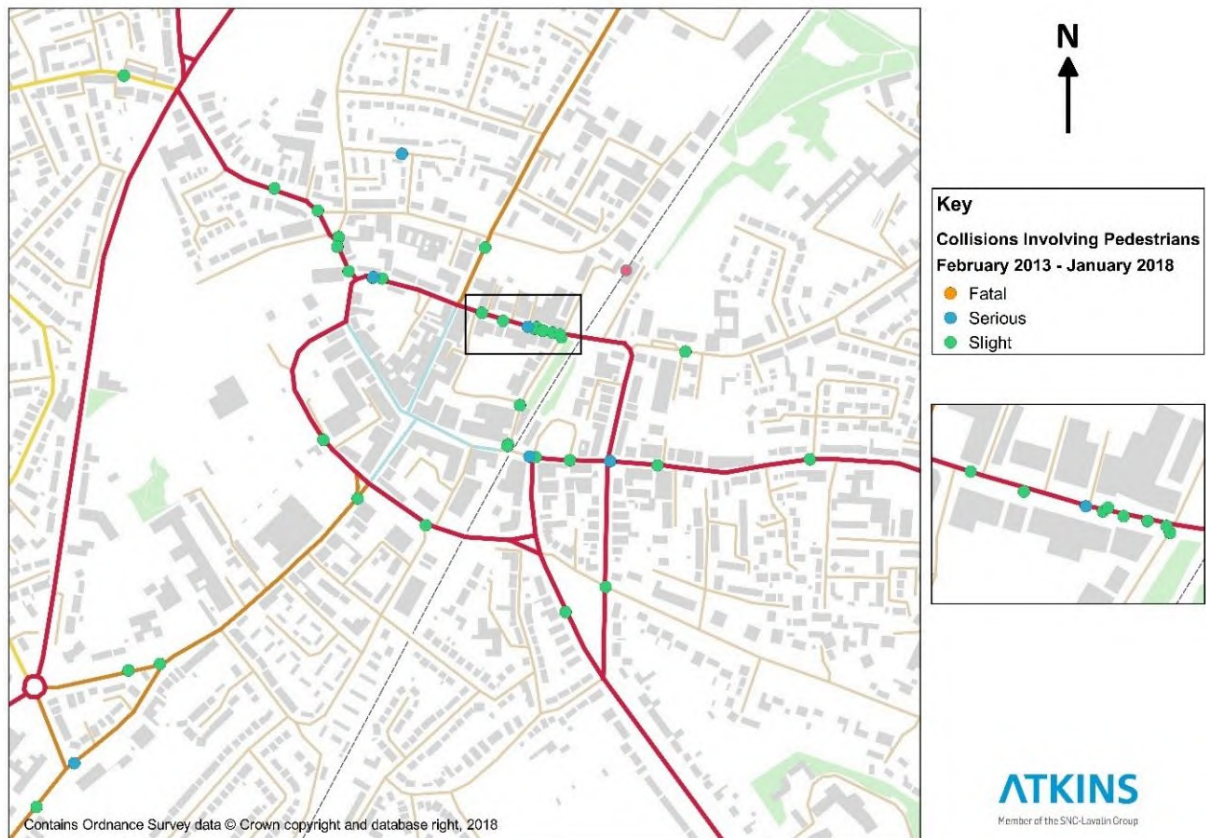 N
Key
Collisions Involving Pedestrians
February 2013 - January 2018
Fatal
Serious
Slight
ATKINS
Member of the SNC-Lavalin Group
Contains Ordnance Survey data © Crown copyright and database right, 2018